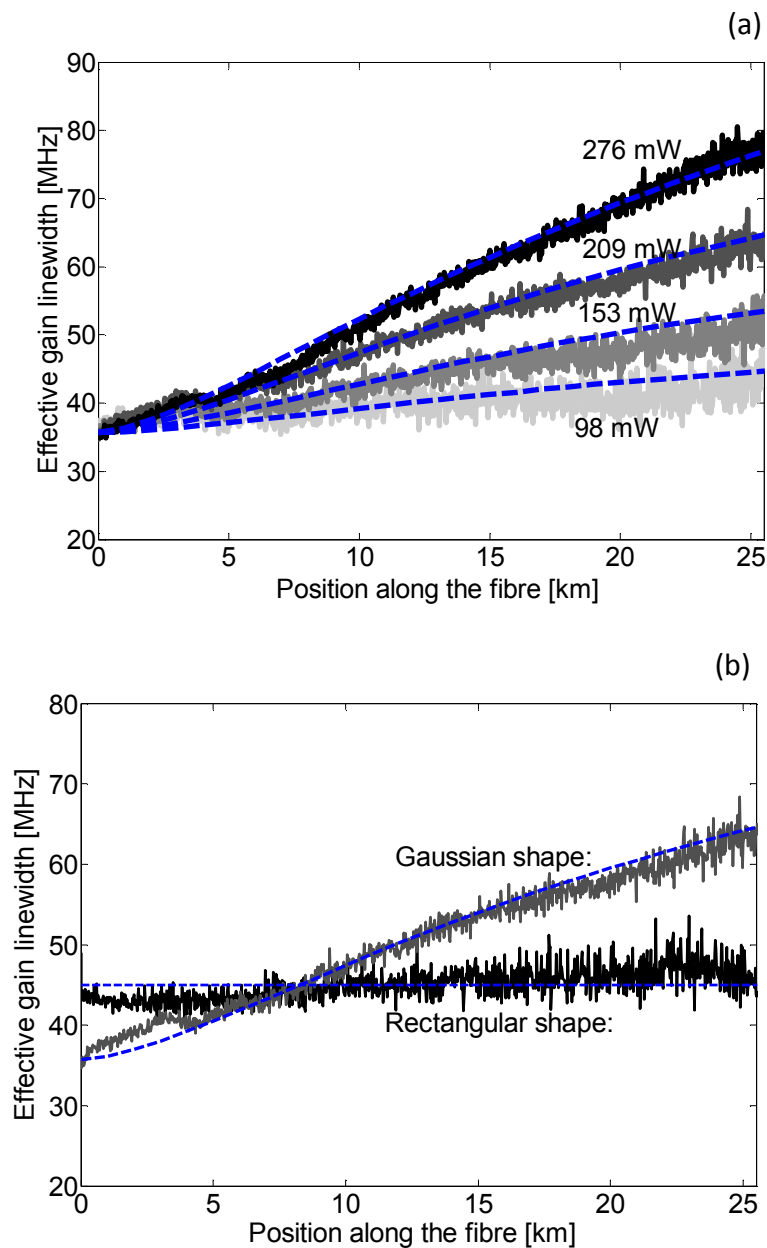 (a)
90
80
70
60
50
40
30
20
Effective gain linewidth [MHz]
276 mW
209 mW
153 mW
98 mW
0 5 10 15 20 25
Position along the fibre [km]
(b)
80
70
60
50
40
30
20
Effective gain linewidth [MHz]
Gaussian shape:
Rectangular shape:
0 5 10 15 20 25
Position along the fibre [km]